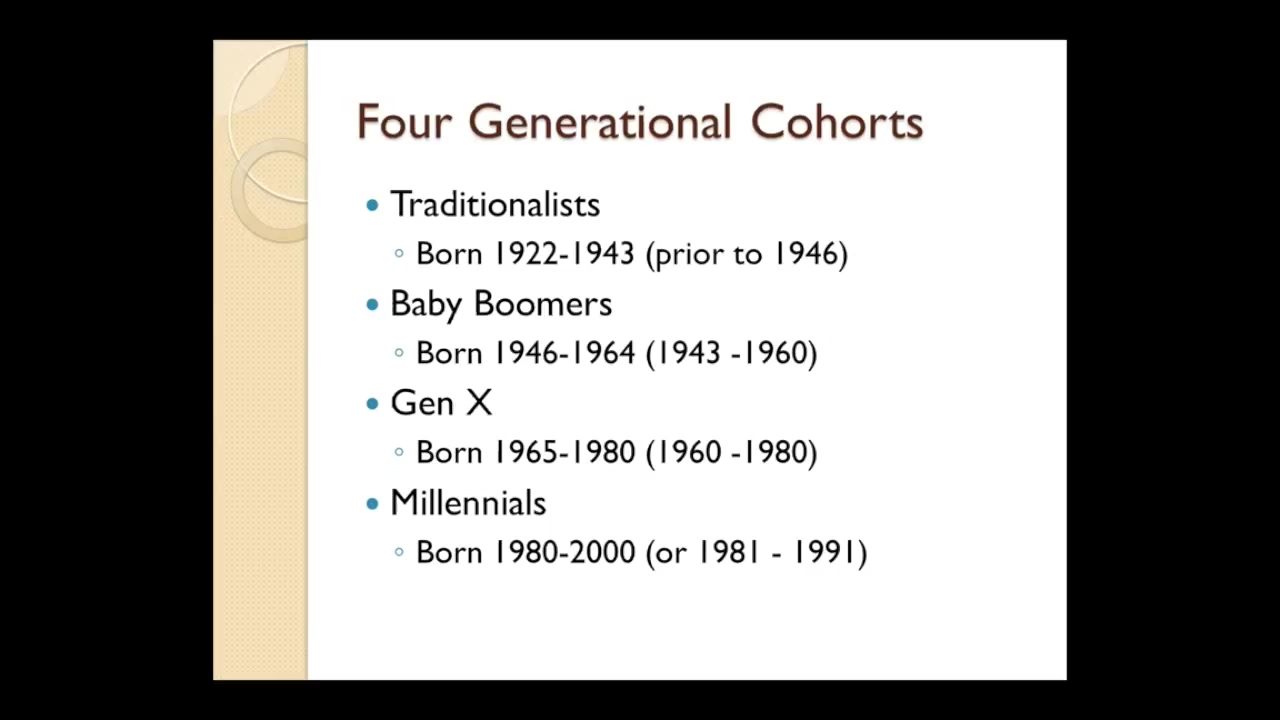 Four Generational Cohorts
• Traditionalists
◦ Born 1922-1943 (prior to 1946)
• Baby Boomers
◦ Born 1946-1964 (1943 -1960)
• Gen X
◦ Born 1965-1980 (1960 -1980)
• Millennials
◦ Born 1980-2000 (or 1981 - 1991)